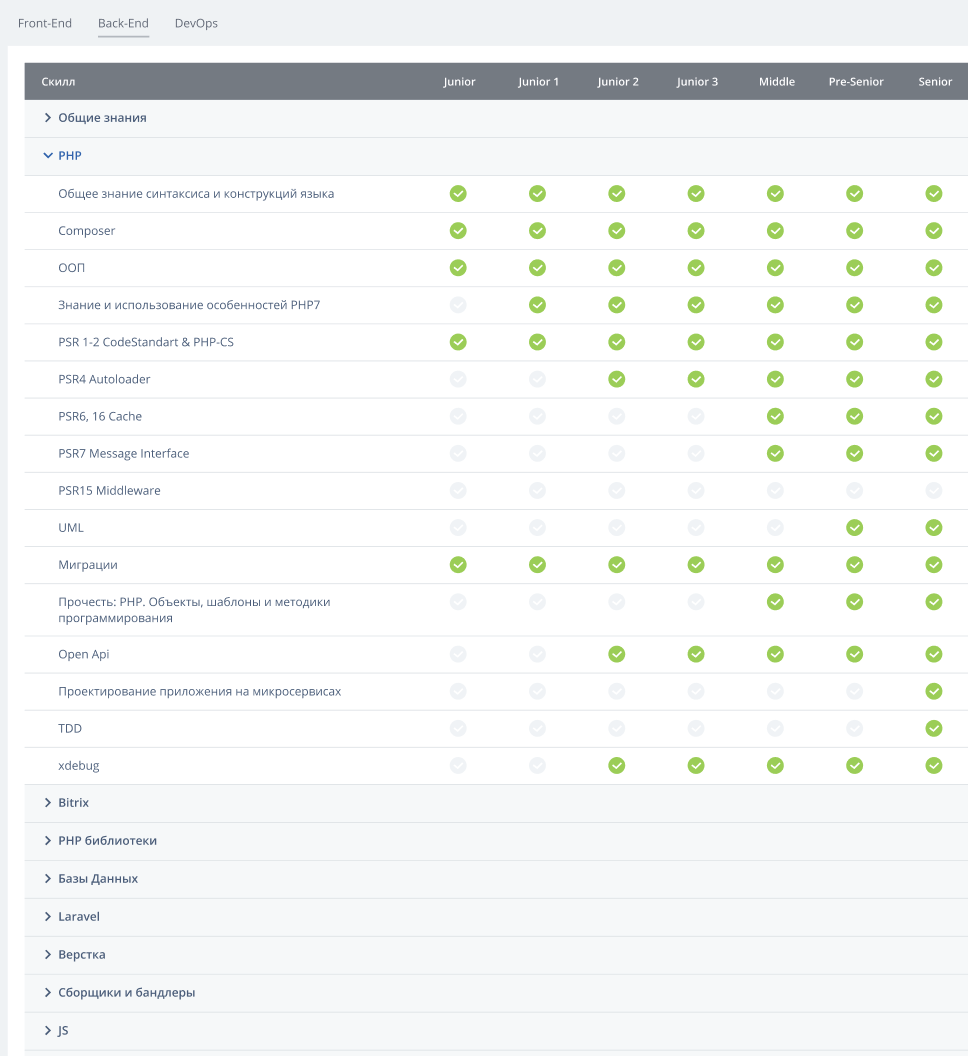 Front-End Back-End DevOps
Скилл Junior Junior 1 Junior 2 Junior 3 Middle Pre-Senior Senior
Общие знания
PHP
Общее знание синтаксиса и конструкций языка
Composer
ООП
Знание и использование особенностей PHP7
PSR 1-2 CodeStandart & PHP-CS
PSR4 Autoloader
PSR6, 16 Cache
PSR7 Message Interface
PSR15 Middleware
UML
Миграции
Прочесть: PHP. Объекты, шаблоны и методики
программирования
Open Api
Проектирование приложения на микросервисах
TDD
xdebug
Bitrix
PHP библиотеки
Базы Данных
Laravel
Верстка
Сборщики и бандлеры
JS